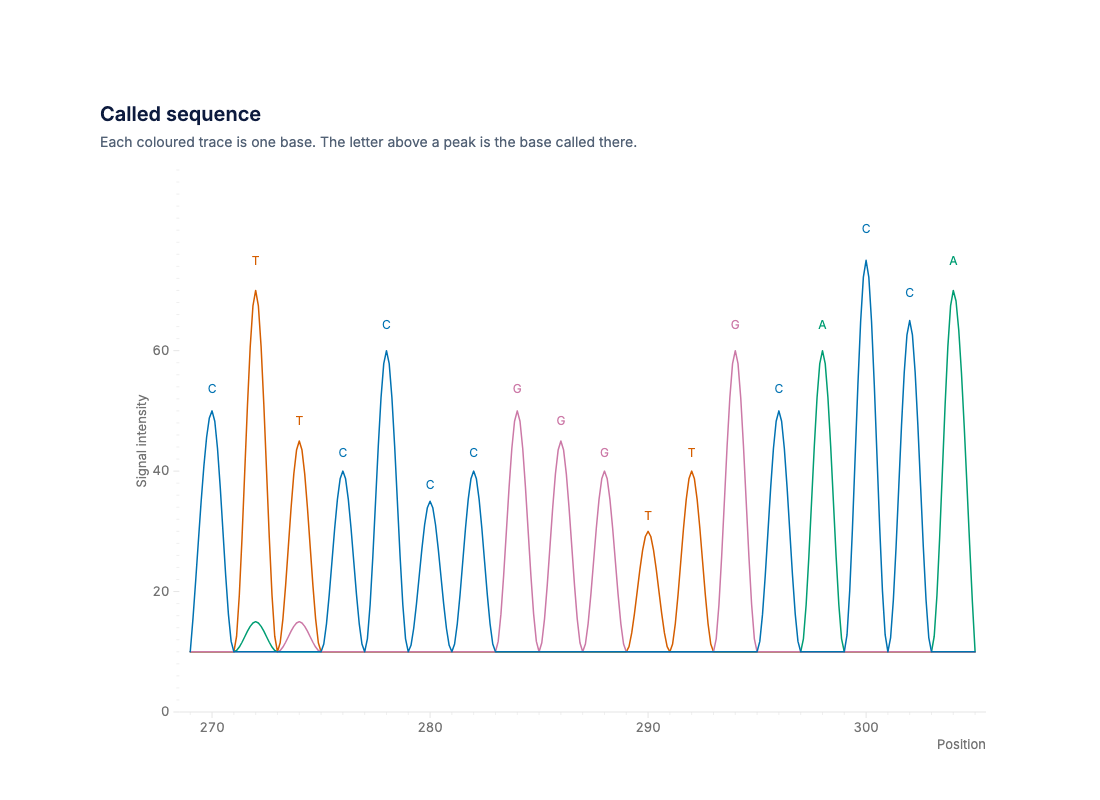 Called sequence
Each coloured trace is one base. The letter above a peak is the base called there.
C T T C C C C G G G T T G C A C C A
Signal intensity
60
40
20
0
270 280 290 300
Position